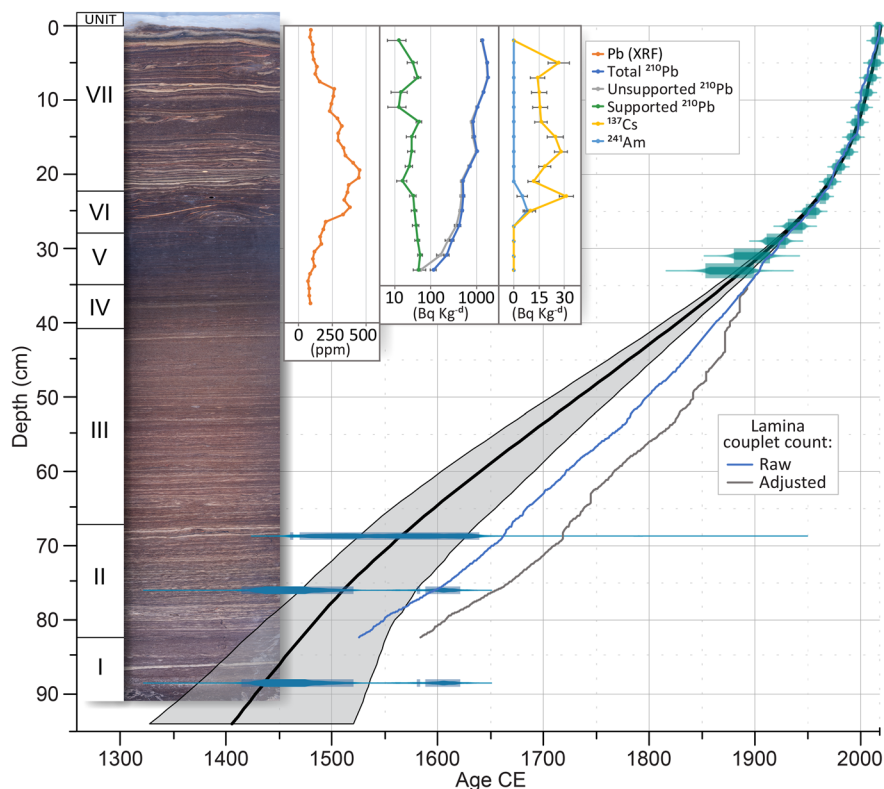 UNIT
VII
VI
V
IV
III
II
I
0
10
20
30
40
50
60
70
80
90
Depth (cm)
0 250 500
(ppm)
10 100 1000
(Bq Kg⁻ᵈ)
0 15 30
(Bq Kg⁻ᵈ)
Pb (XRF)
Total ²¹⁰Pb
Unsupported ²¹⁰Pb
Supported ²¹⁰Pb
¹³⁷Cs
²⁴¹Am
Lamina
couplet count:
Raw
Adjusted
1300 1400 1500 1600 1700 1800 1900 2000
Age CE